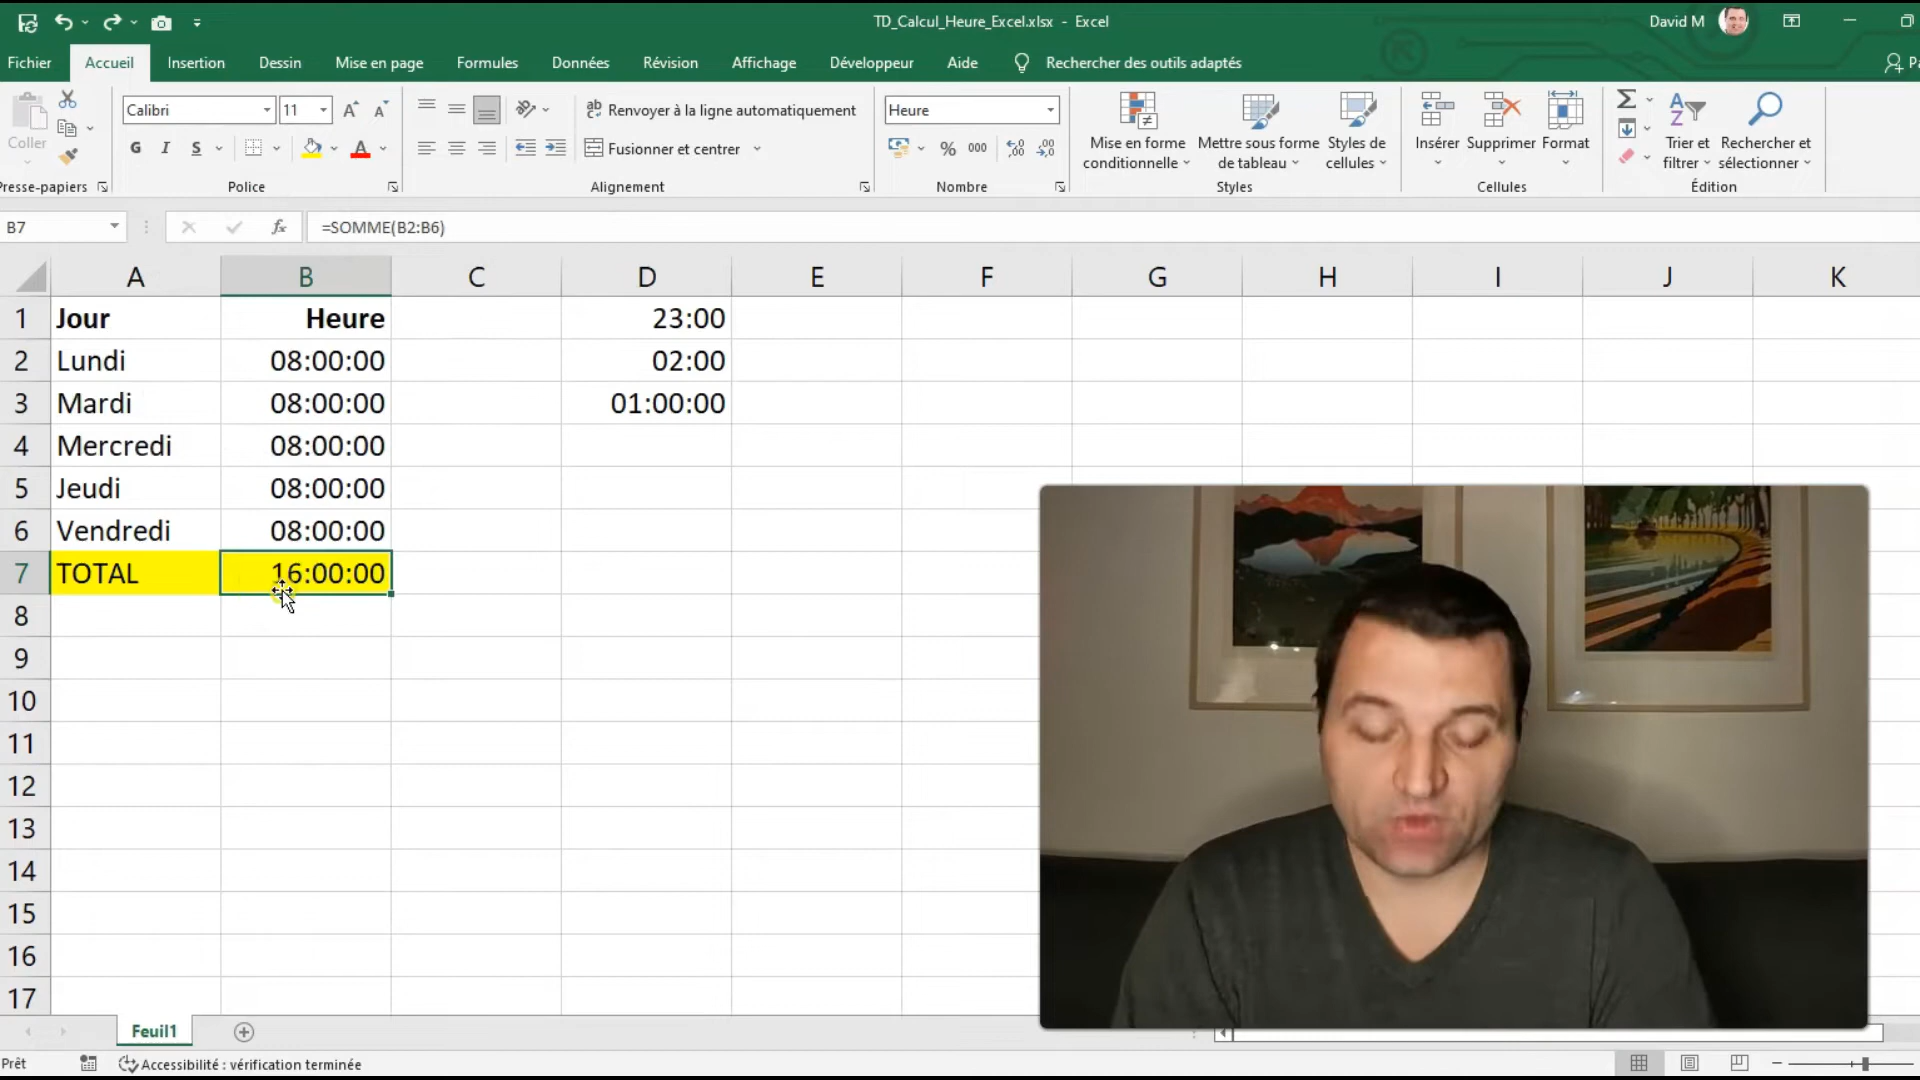 TD_Calcul_Heure_Excel.xlsx - Excel
David M
Fichier Accueil Insertion Dessin Mise en page Formules Données Révision Affichage Développeur Aide Rechercher des outils adaptés
Coller
Calibri 11
G I S
Renvoyer à la ligne automatiquement
Fusionner et centrer
Heure
% 000
Mise en forme conditionnelle
Mettre sous forme de tableau
Styles de cellules
Insérer Supprimer Format
Trier et filtrer
Rechercher et sélectionner
Presse-papiers Police Alignement Nombre Styles Cellules Édition
B7 fx =SOMME(B2:B6)
A B C D E F G H I J K
1 Jour Heure 23:00
2 Lundi 08:00:00 02:00
3 Mardi 08:00:00 01:00:00
4 Mercredi 08:00:00
5 Jeudi 08:00:00
6 Vendredi 08:00:00
7 TOTAL 16:00:00
8
9
10
11
12
13
14
15
16
17
Feuil1
Prêt Accessibilité : vérification terminée